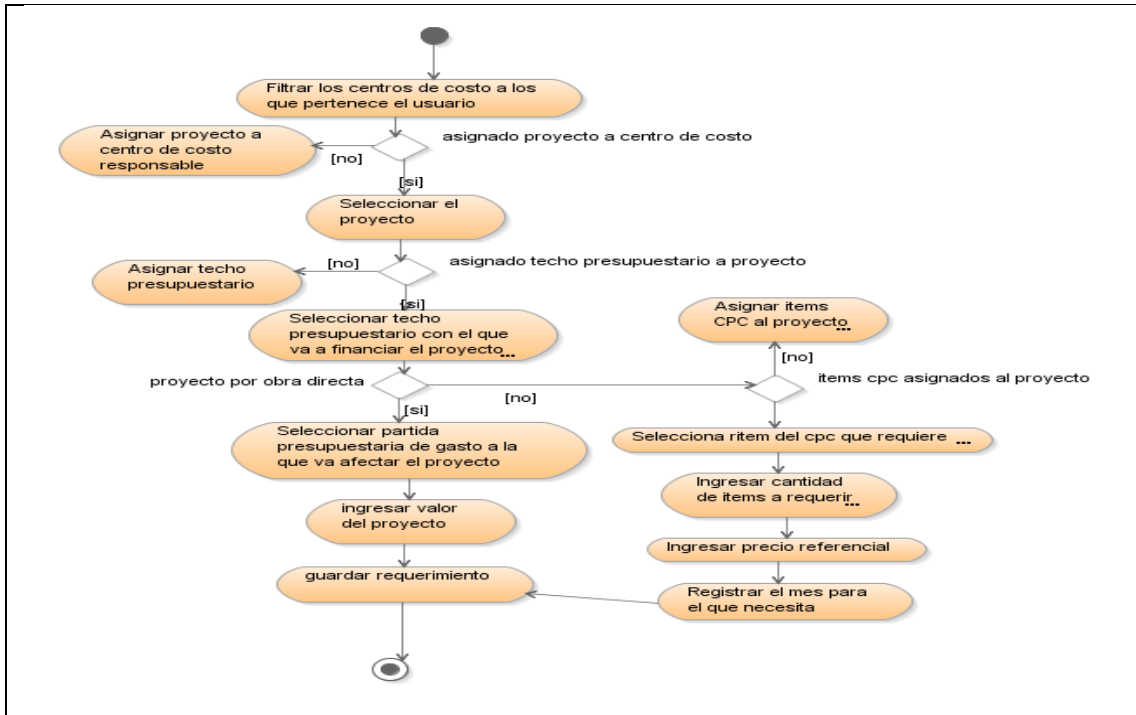 Filtrar los centros de costo a los
que pertenece el usuario
asignado proyecto a centro de costo
Asignar proyecto a
centro de costo
responsable
[no]
[si]
Seleccionar el
proyecto
asignado techo presupuestario a proyecto
[no]
Asignar techo
presupuestario
[si]
Seleccionar techo
presupuestario con el que
va a financiar el proyecto...
Asignar items
CPC al proyecto...
[no]
proyecto por obra directa
[no]
items cpc asignados al proyecto
[si]
Seleccionar partida
presupuestaria de gasto a la
que va afectar el proyecto
Selecciona ritem del cpc que requiere ...
Ingresar cantidad
de items a requerir...
ingresar valor
del proyecto
Ingresar precio referencial
guardar requerimiento
Registrar el mes para
el que necesita